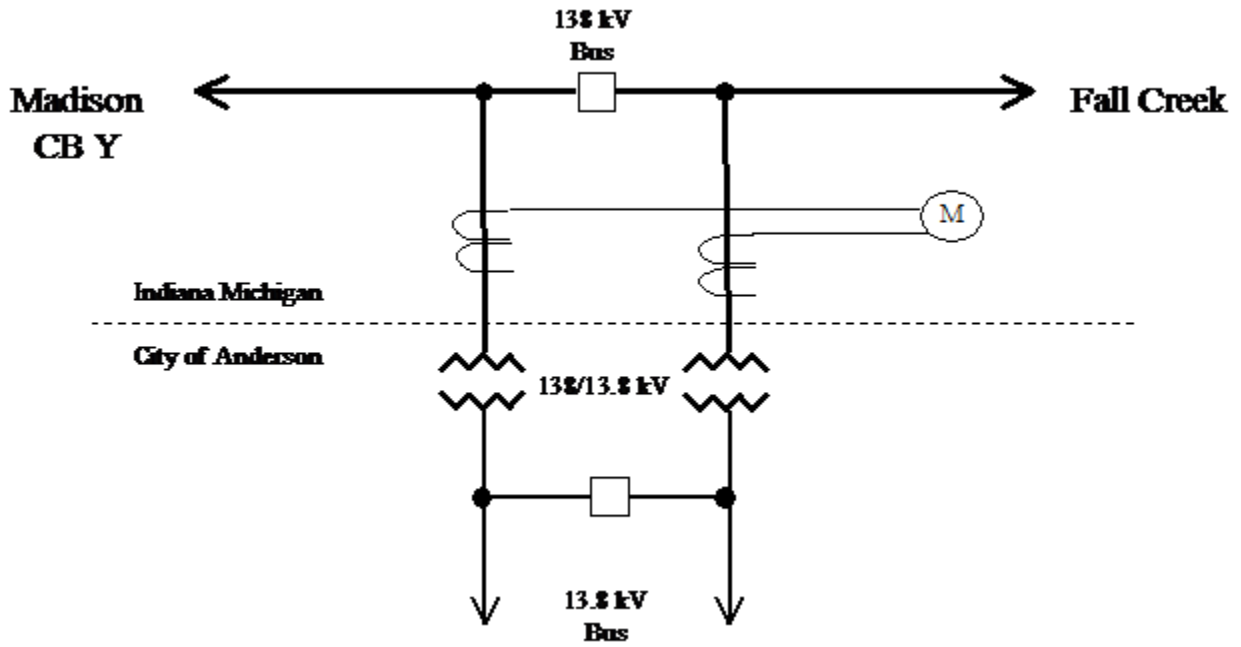 138 kV
Bus
Madison
CB Y
Fall Creek
M
Indiana Michigan
City of Anderson
138/13.8 kV
13.8 kV
Bus